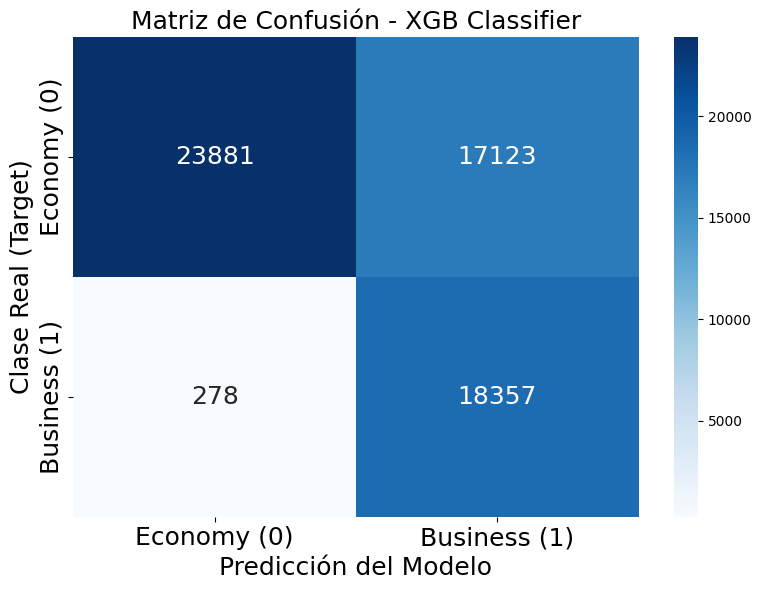 Matriz de Confusión - XGB Classifier
Clase Real (Target)
Economy (0)
Business (1)
23881
17123
278
18357
Economy (0)
Business (1)
Predicción del Modelo
20000
15000
10000
5000